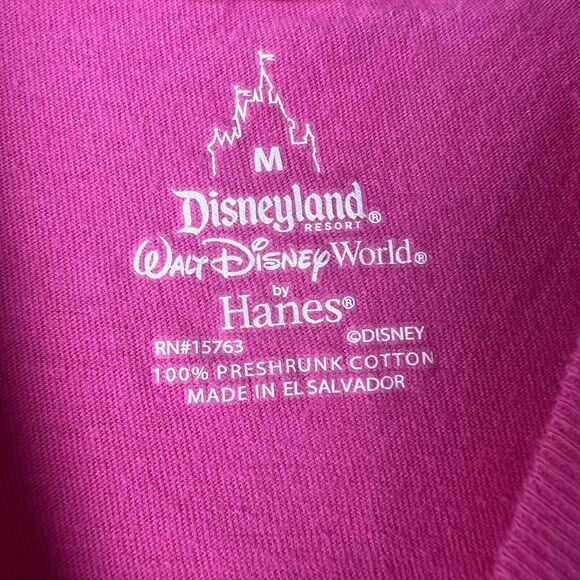 M
Disneyland®
RESORT
Walt Disney World®
by
Hanes®
RN#15763 ©DISNEY
100% PRESHRUNK COTTON
MADE IN EL SALVADOR